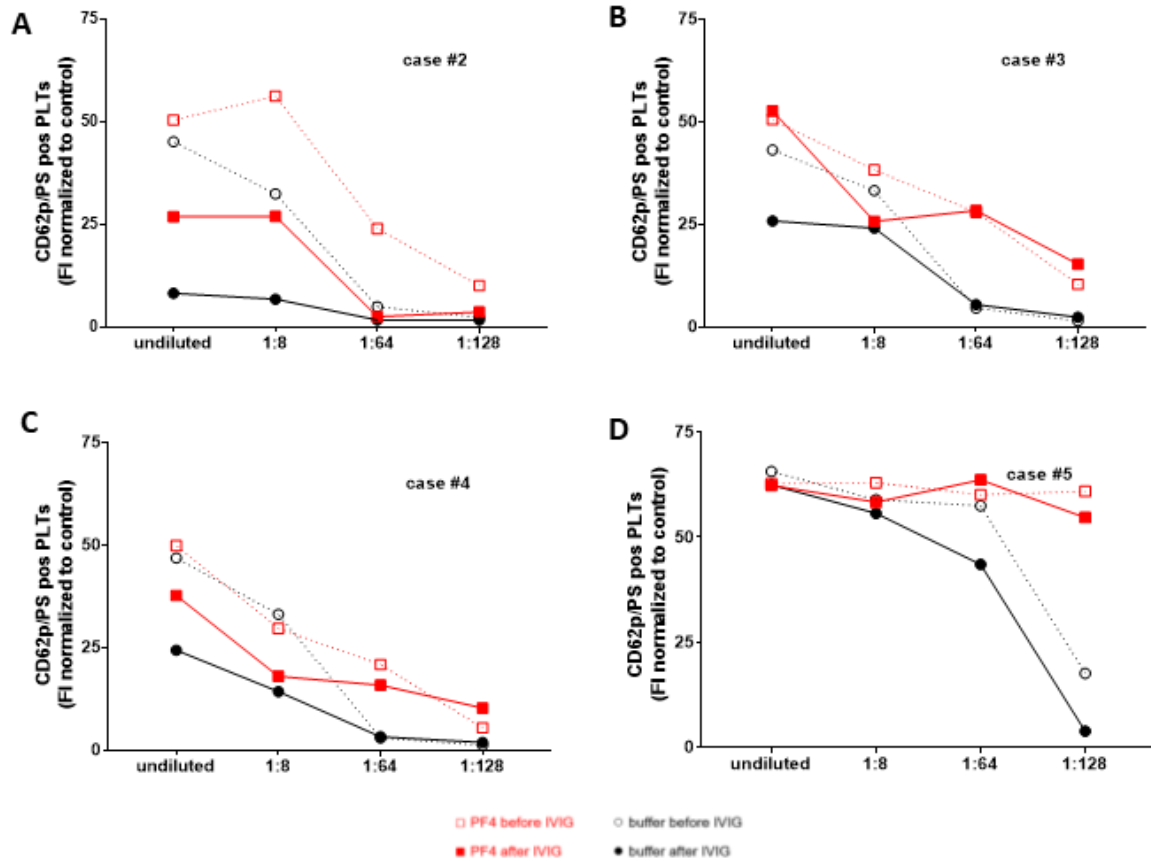 A
75
50
25
0
CD62p/PS pos PLTs
(FI normalized to control)
case #2
undiluted 1:8 1:64 1:128
B
75
50
25
0
CD62p/PS pos PLTs
(FI normalized to control)
case #3
undiluted 1:8 1:64 1:128
C
75
50
25
0
CD62p/PS pos PLTs
(FI normalized to control)
case #4
undiluted 1:8 1:64 1:128
D
75
50
25
0
CD62p/PS pos PLTs
(FI normalized to control)
case #5
undiluted 1:8 1:64 1:128
PF4 before IVIG buffer before IVIG
PF4 after IVIG buffer after IVIG